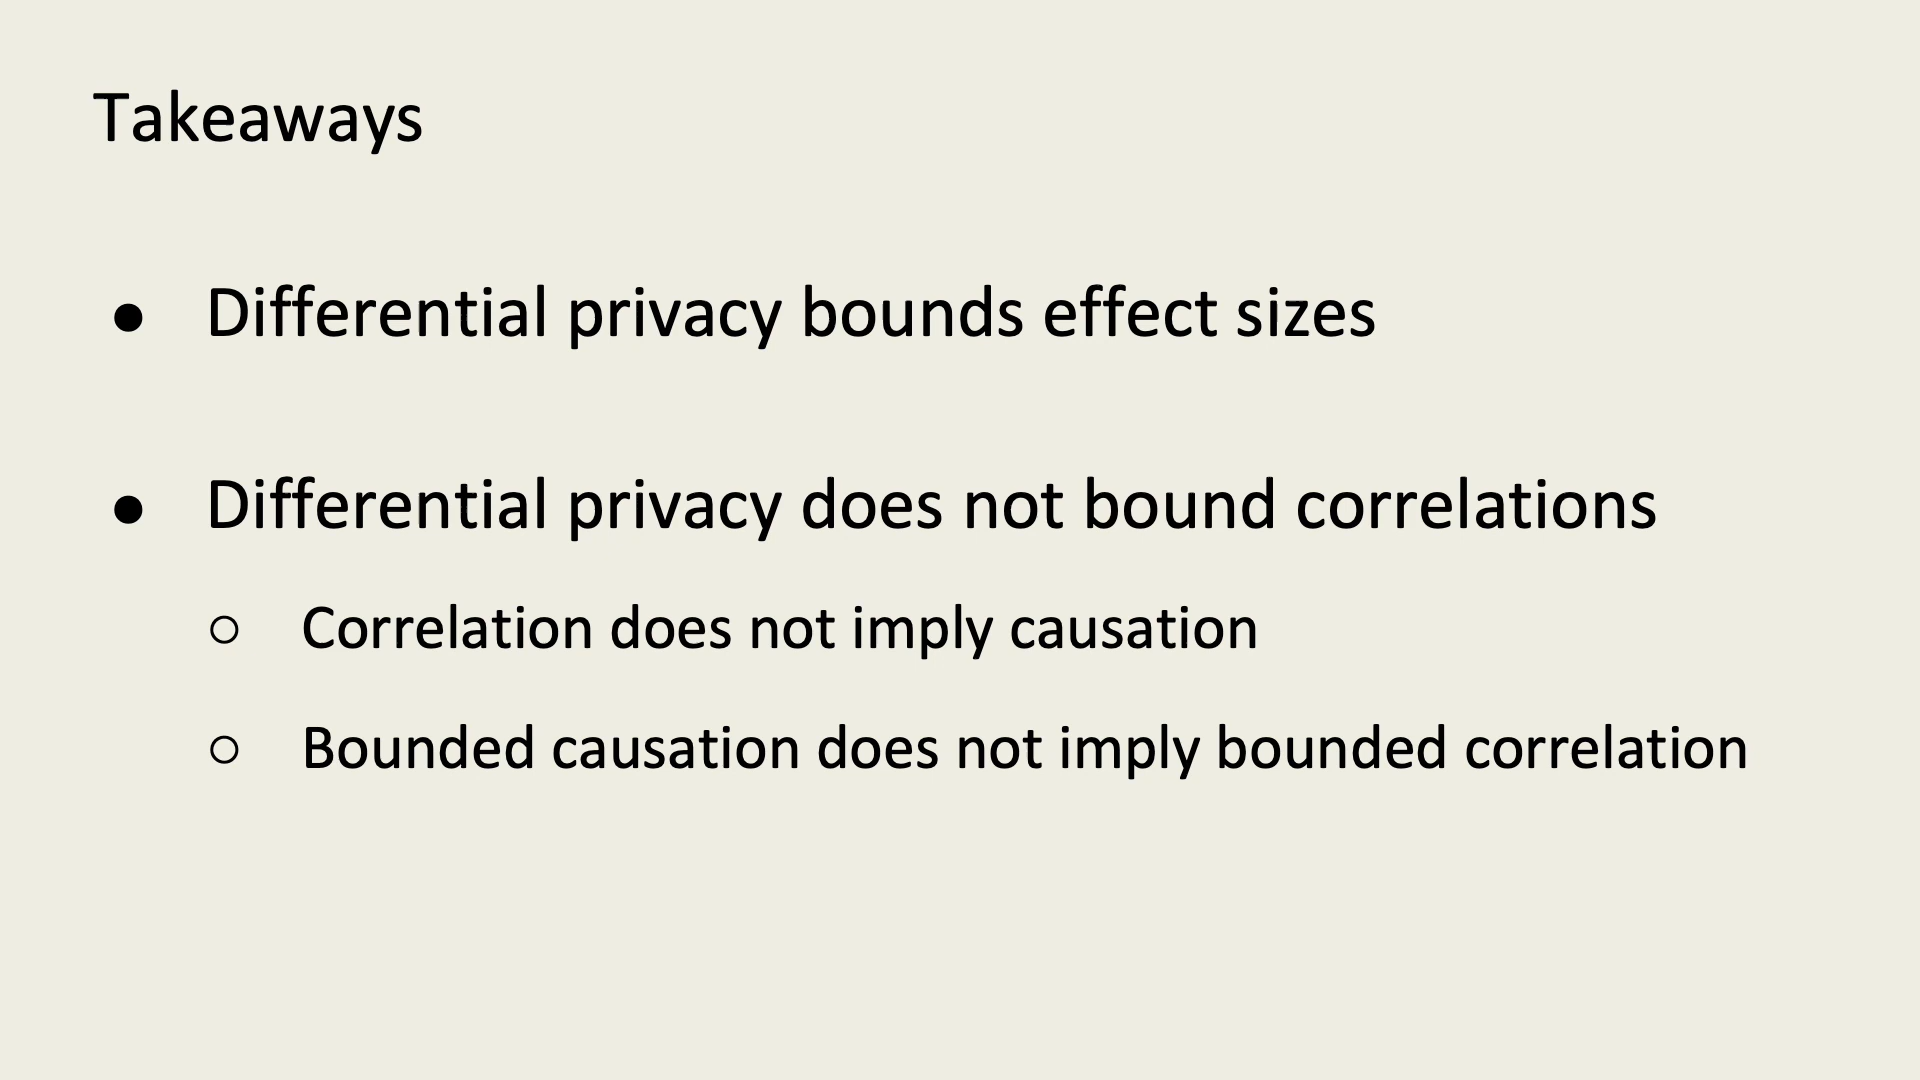 Takeaways
● Differential privacy bounds effect sizes
● Differential privacy does not bound correlations
○ Correlation does not imply causation
○ Bounded causation does not imply bounded correlation